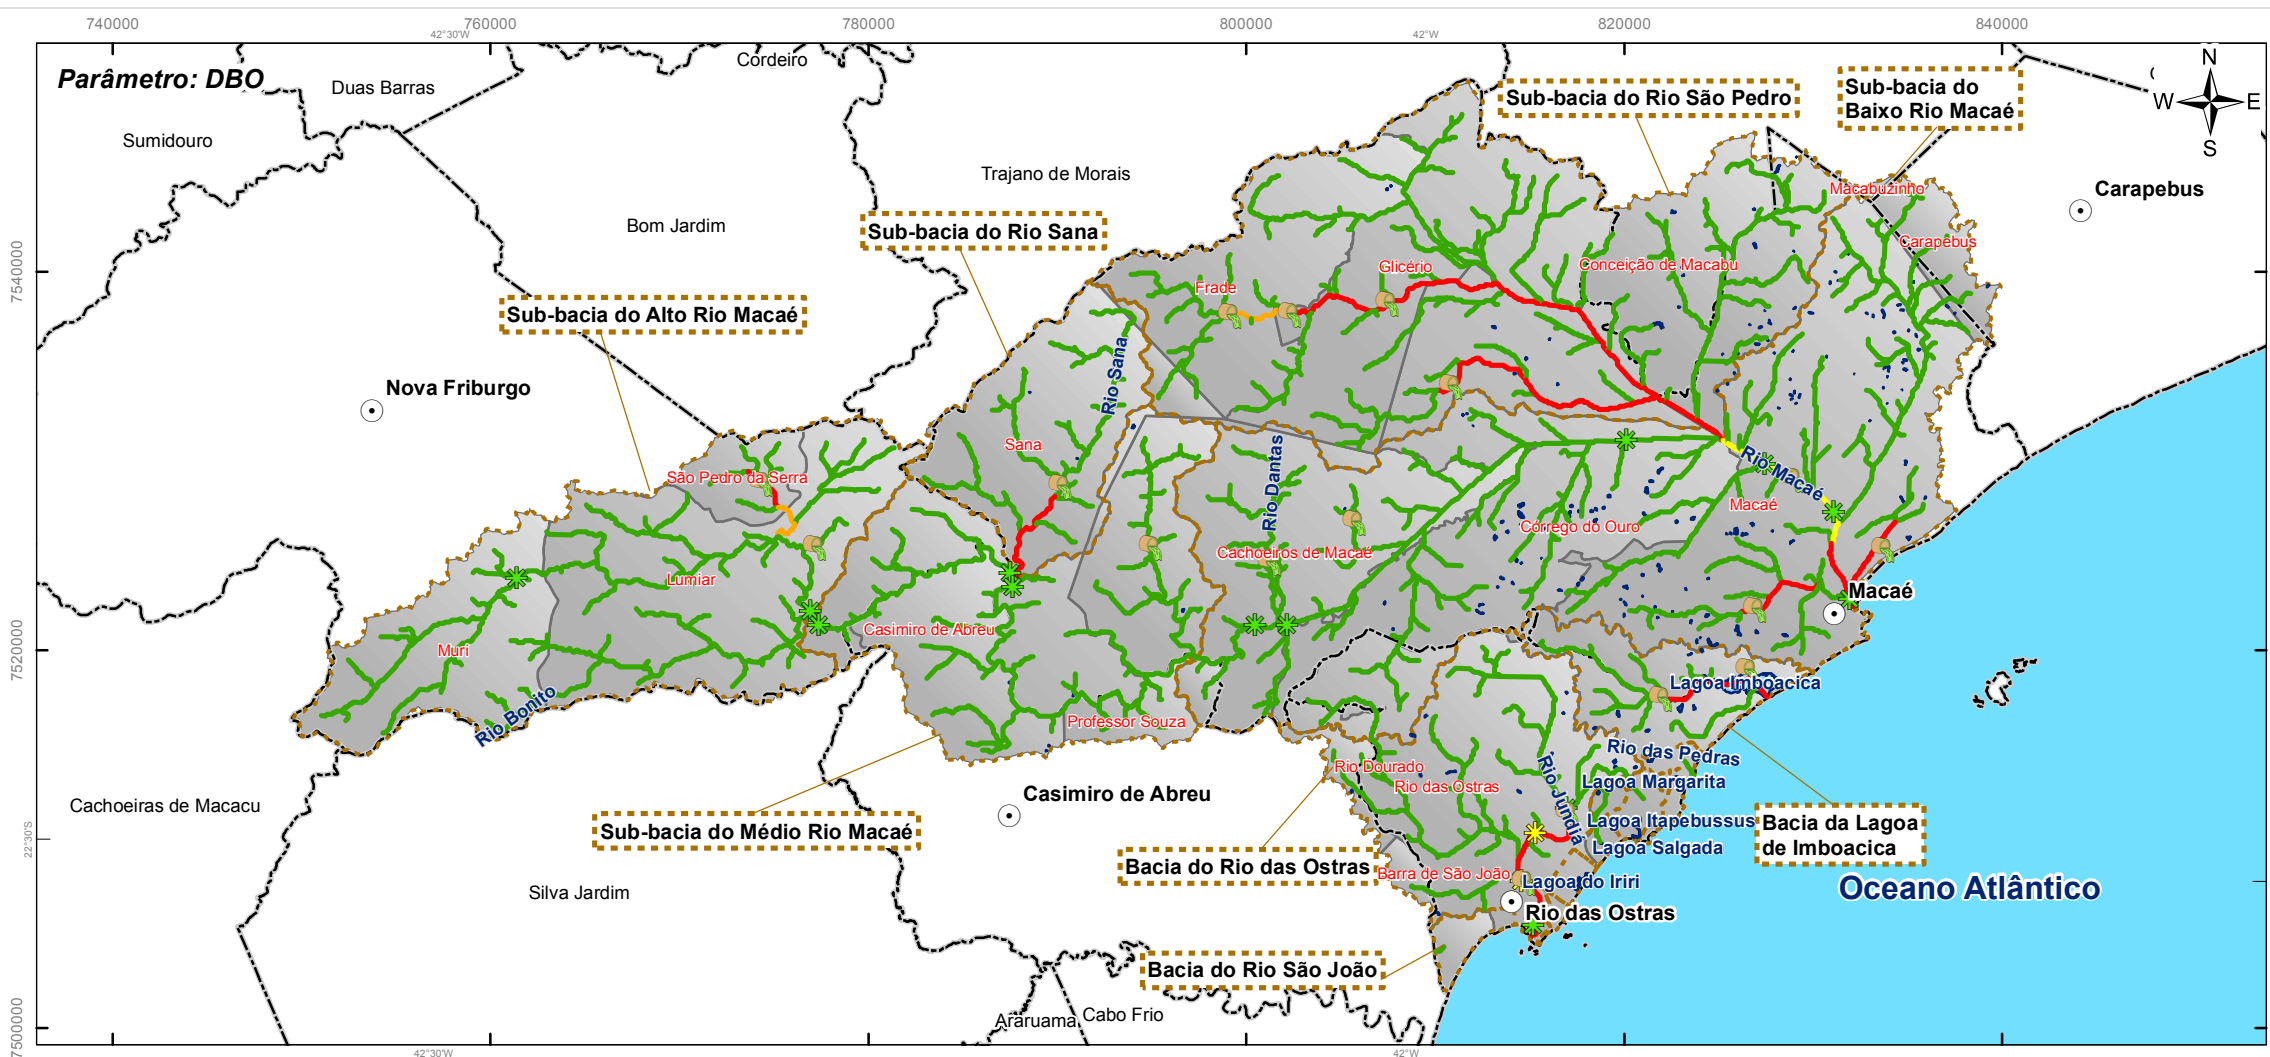 740000
760000
780000
800000
820000
840000
42°30'W
42°W
Parâmetro: DBO
Duas Barras
Cordeiro
Sumidouro
Trajano de Morais
Bom Jardim
Sub-bacia do Rio São Pedro
Sub-bacia do
Baixo Rio Macaé
N
W
E
S
Carapebus
Macabuzinho
Carapebus
Sub-bacia do Rio Sana
Sub-bacia do Alto Rio Macaé
Glicério
Conceição de Macabu
Frade
7540000
Nova Friburgo
Rio Sana
Sana
São Pedro da Serra
Rio Dantas
Rio Macaé
Macaé
Córrego do Ouro
Cachoeiros de Macaé
Lumiar
Macaé
Casimiro de Abreu
Muri
7520000
Rio Bonito
Professor Souza
Lagoa Imboacica
Rio das Pedras
Rio Dourado
Rio das Ostras
Rio Jundiá
Lagoa Margarita
Cachoeiras de Macacu
Casimiro de Abreu
Sub-bacia do Médio Rio Macaé
Lagoa Itapebussus
Lagoa Salgada
Bacia da Lagoa
de Imboacica
22°30'S
Bacia do Rio das Ostras
Barra de São João
Lagoa do Iriri
Oceano Atlântico
Silva Jardim
Rio das Ostras
Bacia do Rio São João
Araruama
Cabo Frio
7500000
42°30'W
42°W